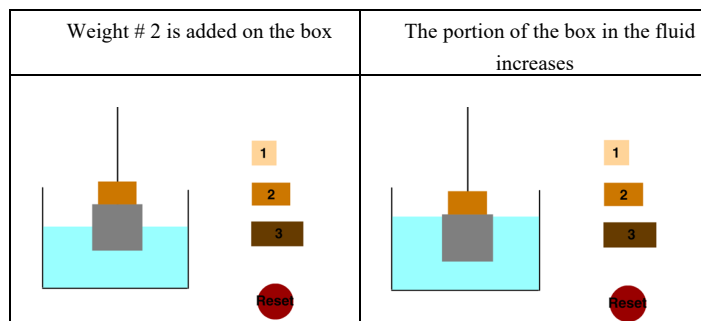 Weight # 2 is added on the box
The portion of the box in the fluid
increases
1
2
3
Reset
1
2
3
Reset